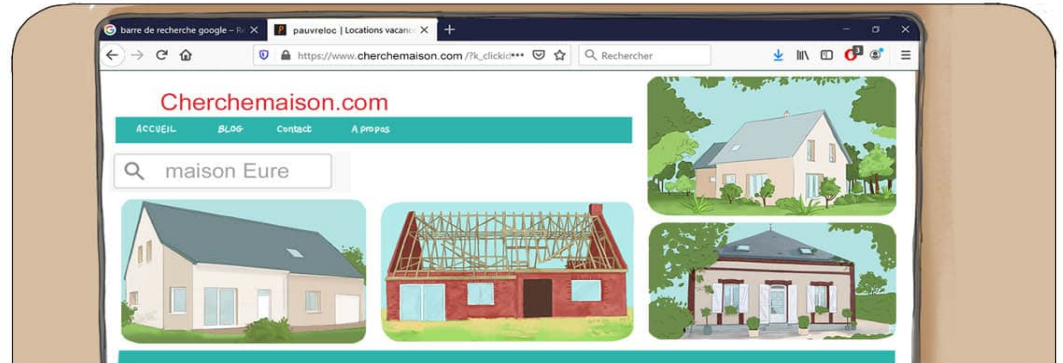 barre de recherche google – Re
pauvreloc | Locations vacanc
https://www.cherchemaison.com/?k_clickid•••
Rechercher
3
Cherchemaison.com
ACCUEIL BLOG Contact A propos
maison Eure